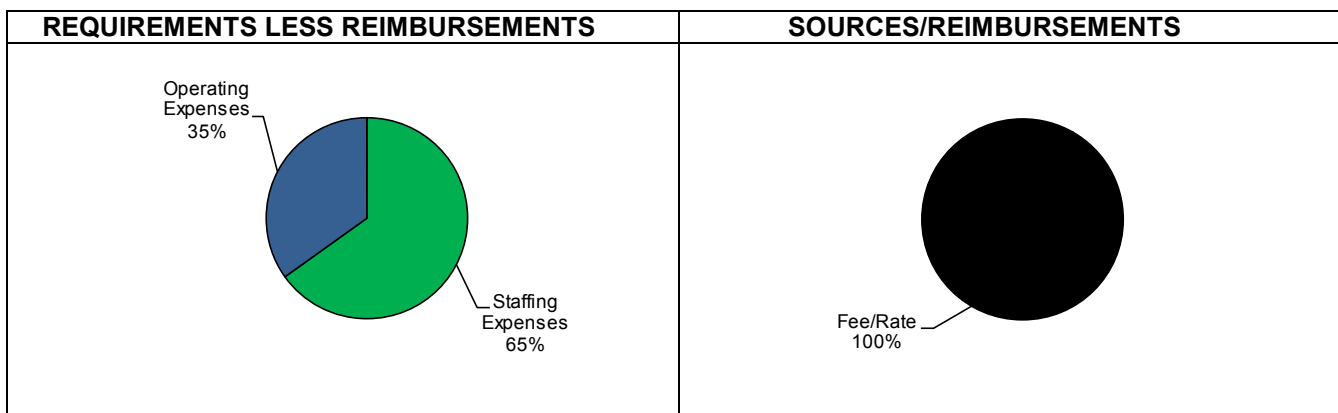 REQUIREMENTS LESS REIMBURSEMENTS
SOURCES/REIMBURSEMENTS
Operating
Expenses
35%
Staffing
Expenses
65%
Fee/Rate
100%